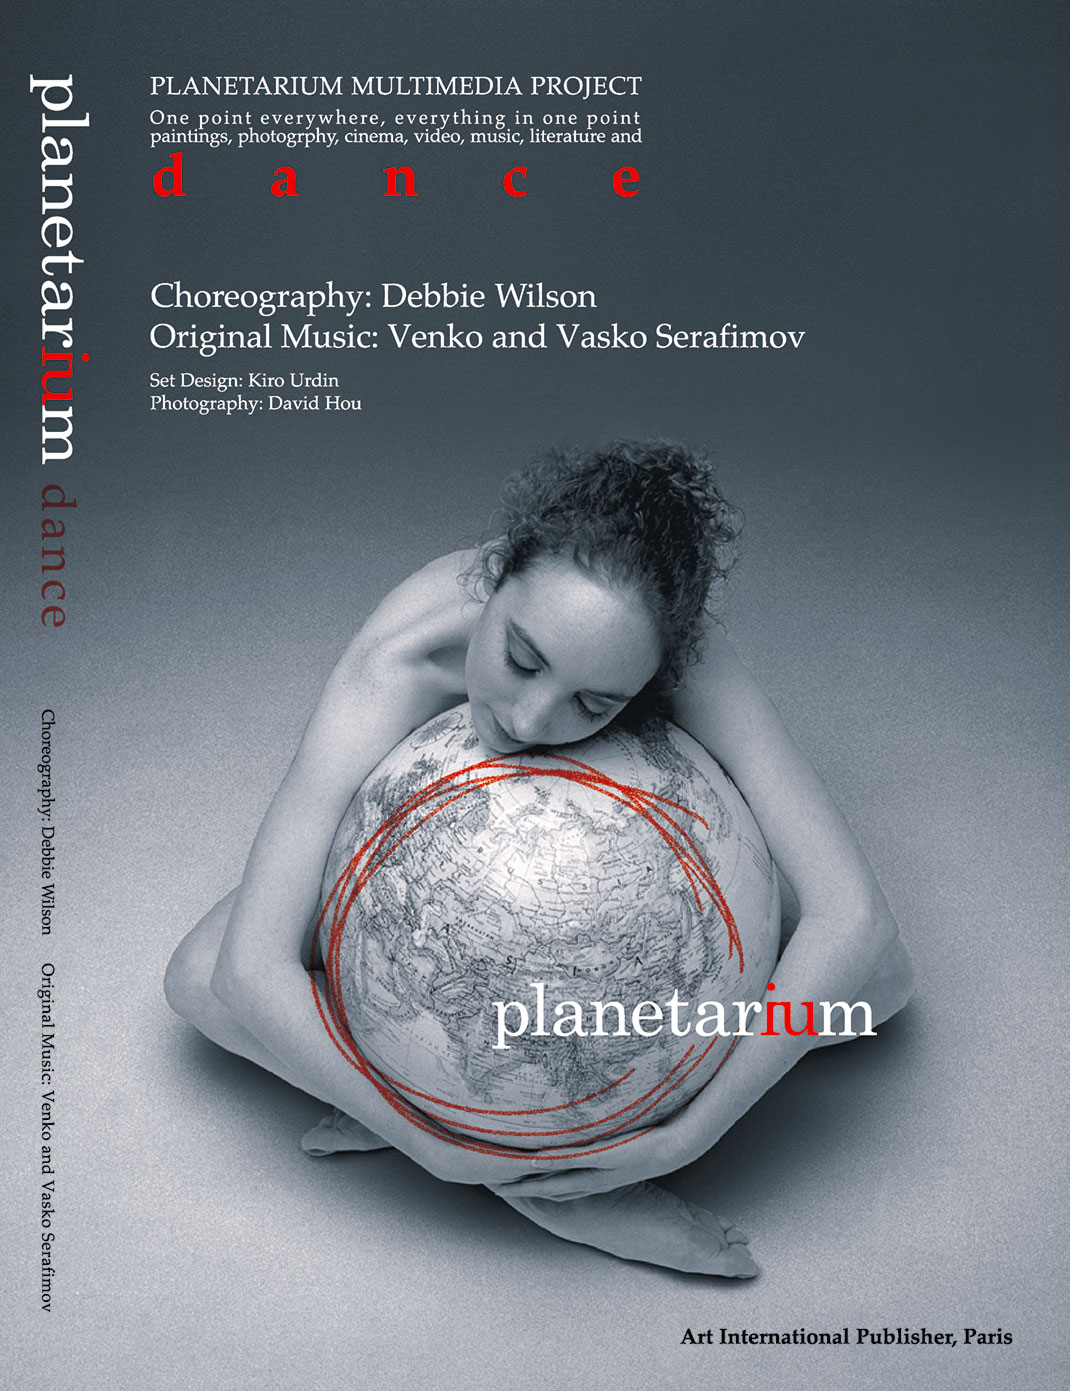 planetarium dance
Choreography: Debbie Wilson Original Music: Venko and Vasko Serafimov
PLANETARIUM MULTIMEDIA PROJECT
One point everywhere, everything in one point
paintings, photogrphy, cinema, video, music, literature and
dance
Choreography: Debbie Wilson
Original Music: Venko and Vasko Serafimov
Set Design: Kiro Urdin
Photography: David Hou
planetarium
Art International Publisher, Paris